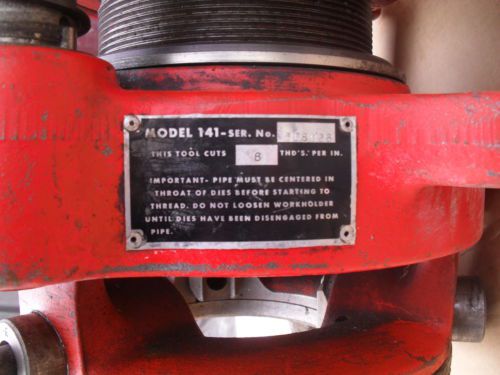 MODEL 141-SER. No.
THIS TOOL CUTS 8 THD'S. PER IN.
IMPORTANT- PIPE MUST BE CENTERED IN
THROAT OF DIES BEFORE STARTING TO
THREAD. DO NOT LOOSEN WORKHOLDER
UNTIL DIES HAVE BEEN DISENGAGED FROM
PIPE.